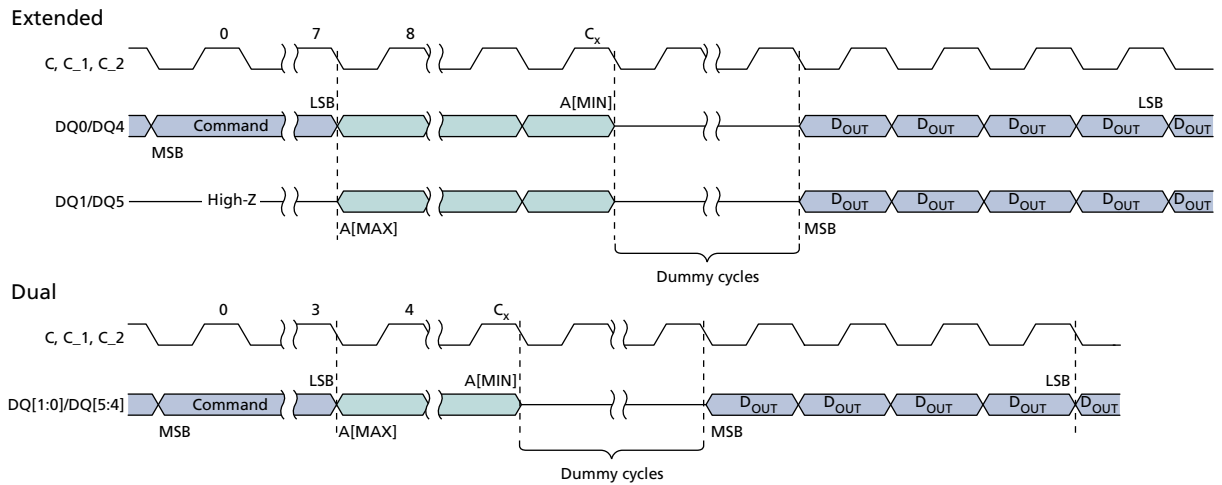 Extended
0 7 8 Cx
C, C_1, C_2
LSB A[MIN] LSB
DQ0/DQ4 Command DOUT DOUT DOUT DOUT DOUT
MSB
DQ1/DQ5 High-Z DOUT DOUT DOUT DOUT DOUT
A[MAX] MSB
Dummy cycles
Dual
0 3 4 Cx
C, C_1, C_2
LSB A[MIN] LSB
DQ[1:0]/DQ[5:4] Command DOUT DOUT DOUT DOUT DOUT
MSB A[MAX] MSB
Dummy cycles